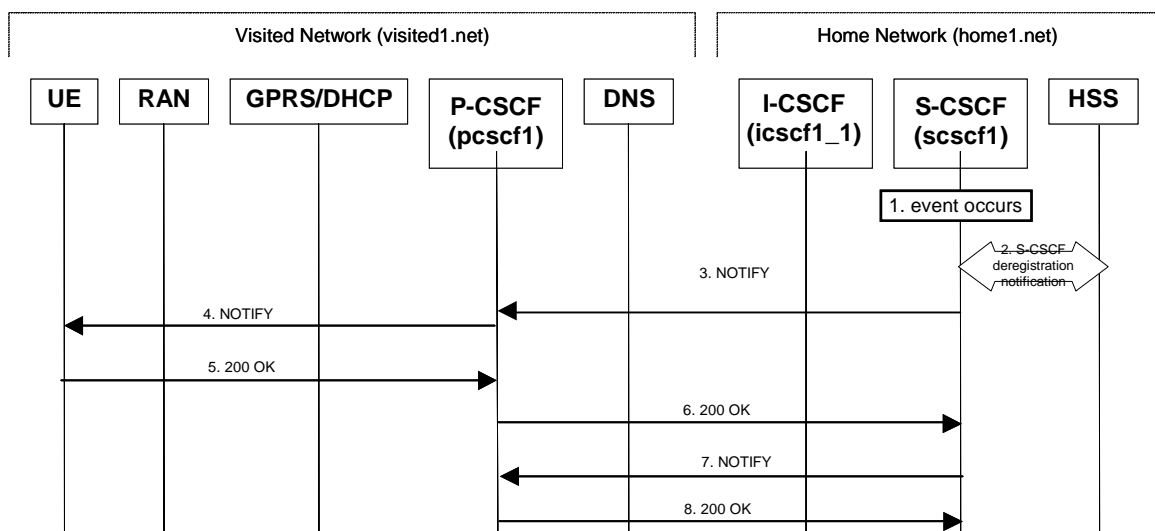 Visited Network (visited1.net)
Home Network (home1.net)
UE
RAN
GPRS/DHCP
P-CSCF
(pcscf1)
DNS
I-CSCF
(icscf1_1)
S-CSCF
(scscf1)
HSS
1. event occurs
2. S-CSCF
deregistration
notification
3. NOTIFY
4. NOTIFY
5. 200 OK
6. 200 OK
7. NOTIFY
8. 200 OK